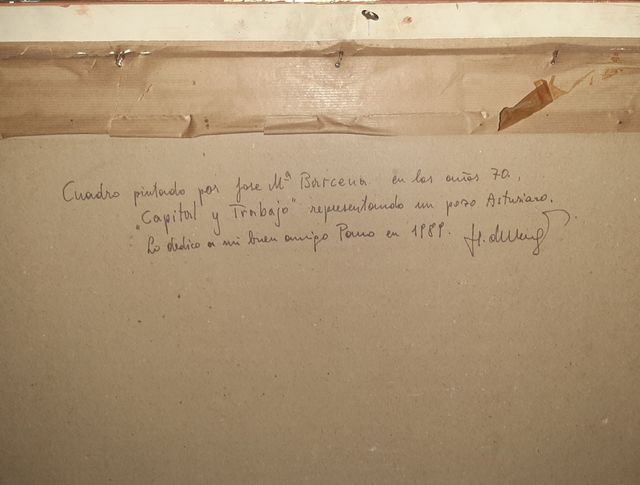 Cuadro pintado por Jose Mª Barcena en los años 70,
"Capital y Trabajo" representando un pozo Asturiano.
Lo dedico a mi buen amigo en 1989.